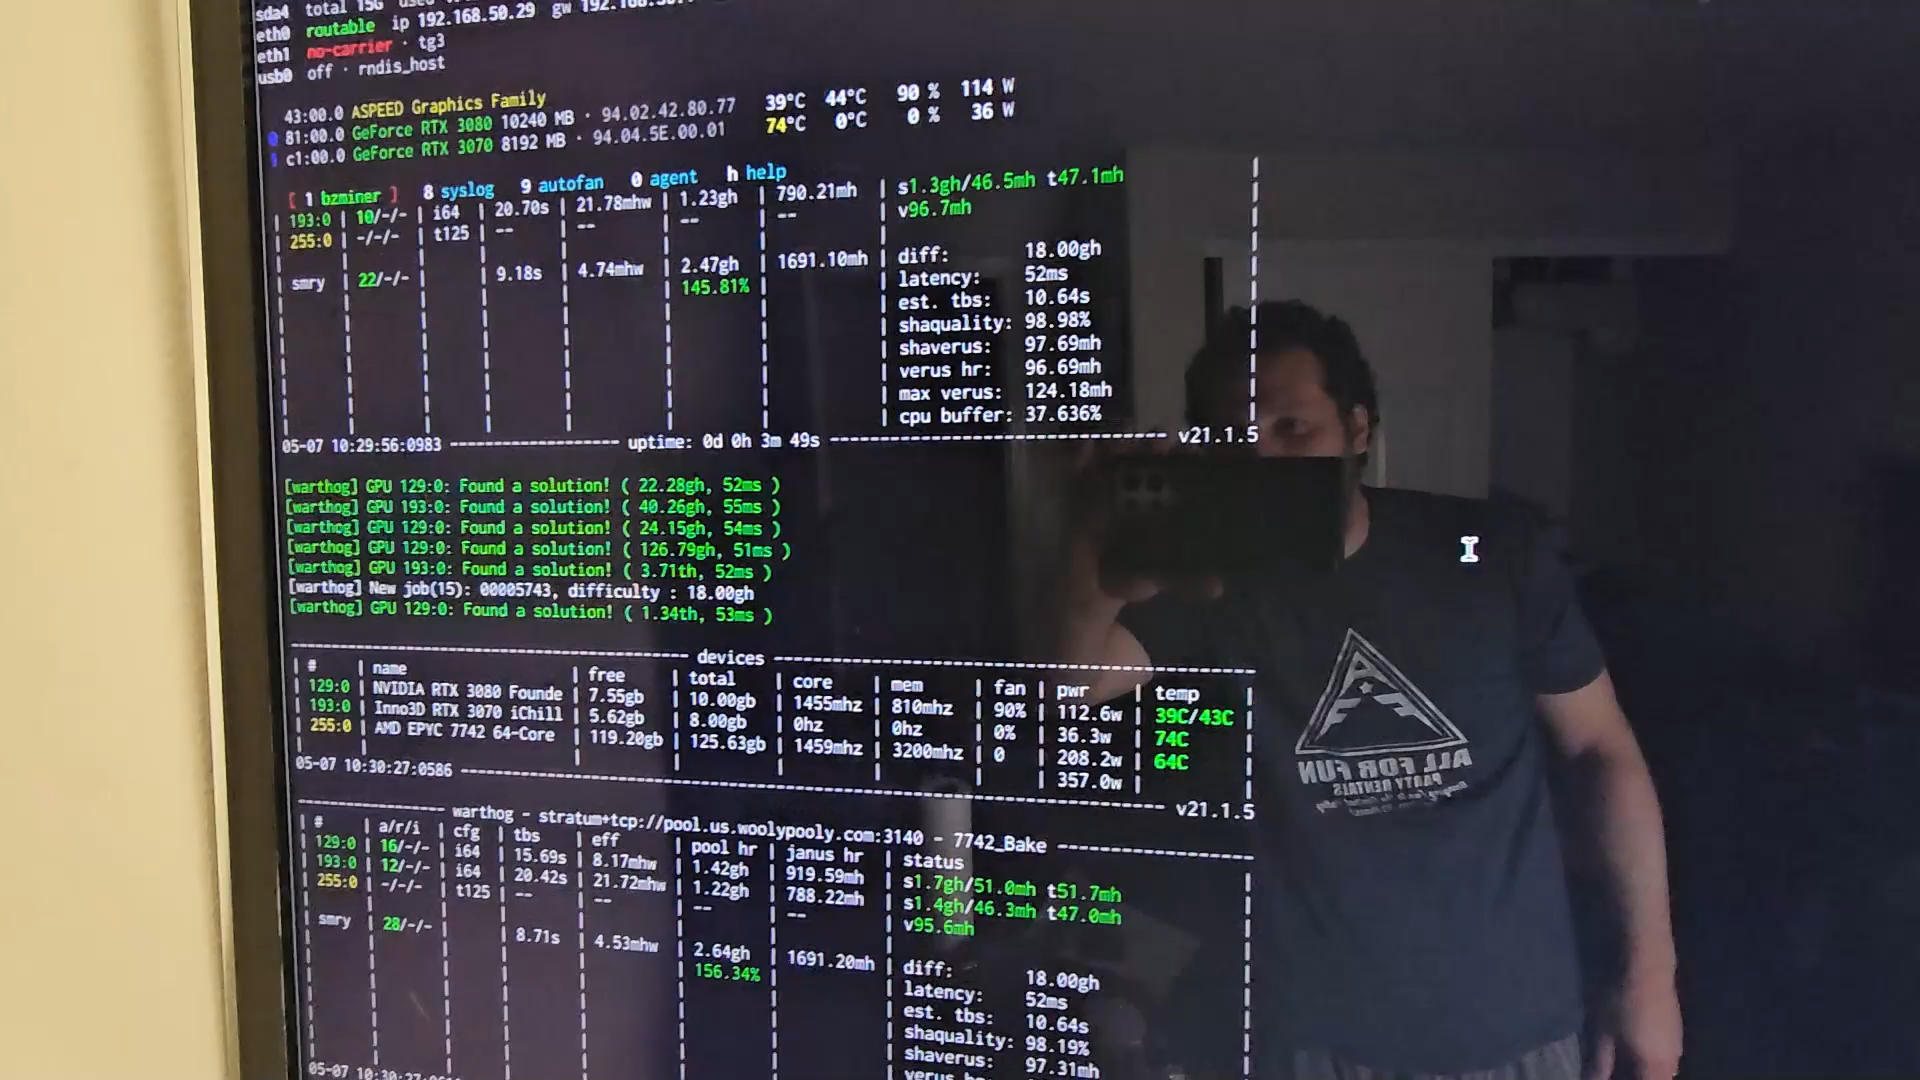 sda4 total 15G
eth0 routable ip 192.168.50.29 gw
eth1 no-carrier · tg3
usb0 off · rndis_host
43:00.0 ASPEED Graphics Family
81:00.0 GeForce RTX 3080 10240 MB · 94.02.42.80.77 39°C 44°C 90 % 114 W
c1:00.0 GeForce RTX 3070 8192 MB · 94.04.5E.00.01 74°C 0°C 0 % 36 W
[ 1 bzminer ] 8 syslog 9 autofan 0 agent h help
| 193:0 | 10/-/- | i64 | 20.70s | 21.78mhw | 1.23gh | 790.21mh | s1.3gh/46.5mh t47.1mh |
| 255:0 | -/-/- | t125 | -- | -- | -- | -- | v96.7mh
| smry | 22/-/- | | 9.18s | 4.74mhw | 2.47gh | 1691.10mh | diff: 18.00gh
145.81% | latency: 52ms
est. tbs: 10.64s
shaquality: 98.98%
shaverus: 97.69mh
verus hr: 96.69mh
max verus: 124.18mh
cpu buffer: 37.636%
05-07 10:29:56:0983 ------------------- uptime: 0d 0h 3m 49s ------------------------------------- v21.1.5
[warthog] GPU 129:0: Found a solution! ( 22.28gh, 52ms )
[warthog] GPU 193:0: Found a solution! ( 40.26gh, 55ms )
[warthog] GPU 129:0: Found a solution! ( 24.15gh, 54ms )
[warthog] GPU 193:0: Found a solution! ( 126.79gh, 51ms )
[warthog] GPU 193:0: Found a solution! ( 3.71th, 52ms )
[warthog] New job(15): 00005743, difficulty : 18.00gh
[warthog] GPU 129:0: Found a solution! ( 1.34th, 53ms )
devices
| # | name | free | total | core | mem | fan | pwr | temp |
| 129:0 | NVIDIA RTX 3080 Founde | 7.55gb | 10.00gb | 1455mhz | 810mhz | 90% | 112.6w | 39C/43C |
| 193:0 | Inno3D RTX 3070 iChill | 5.62gb | 8.00gb | 0hz | 0hz | 0% | 36.3w | 74C |
| 255:0 | AMD EPYC 7742 64-Core | 119.20gb | 125.63gb | 1459mhz | 3200mhz | 0 | 208.2w | 64C |
357.0w
05-07 10:30:27:0586 ---------- v21.1.5
warthog - stratum+tcp://pool.us.woolypooly.com:3140 - 7742_Bake
| # | a/r/i | cfg | tbs | eff | pool hr | janus hr | status
| 129:0 | 16/-/- | i64 | 15.69s | 8.17mhw | 1.42gh | 919.59mh | s1.7gh/51.0mh t51.7mh
| 193:0 | 12/-/- | i64 | 20.42s | 21.72mhw | 1.22gh | 788.22mh | s1.4gh/46.3mh t47.0mh
| 255:0 | -/-/- | t125 | -- | -- | -- | -- | v95.6mh
| smry | 28/-/- | | 8.71s | 4.53mhw | 2.64gh | 1691.20mh | diff: 18.00gh
156.34% | latency: 52ms
est. tbs: 10.64s
shaquality: 98.19%
shaverus: 97.31mh
verus
05-07 10:30:27
ALL FOR FUN
PARTY RENTALS